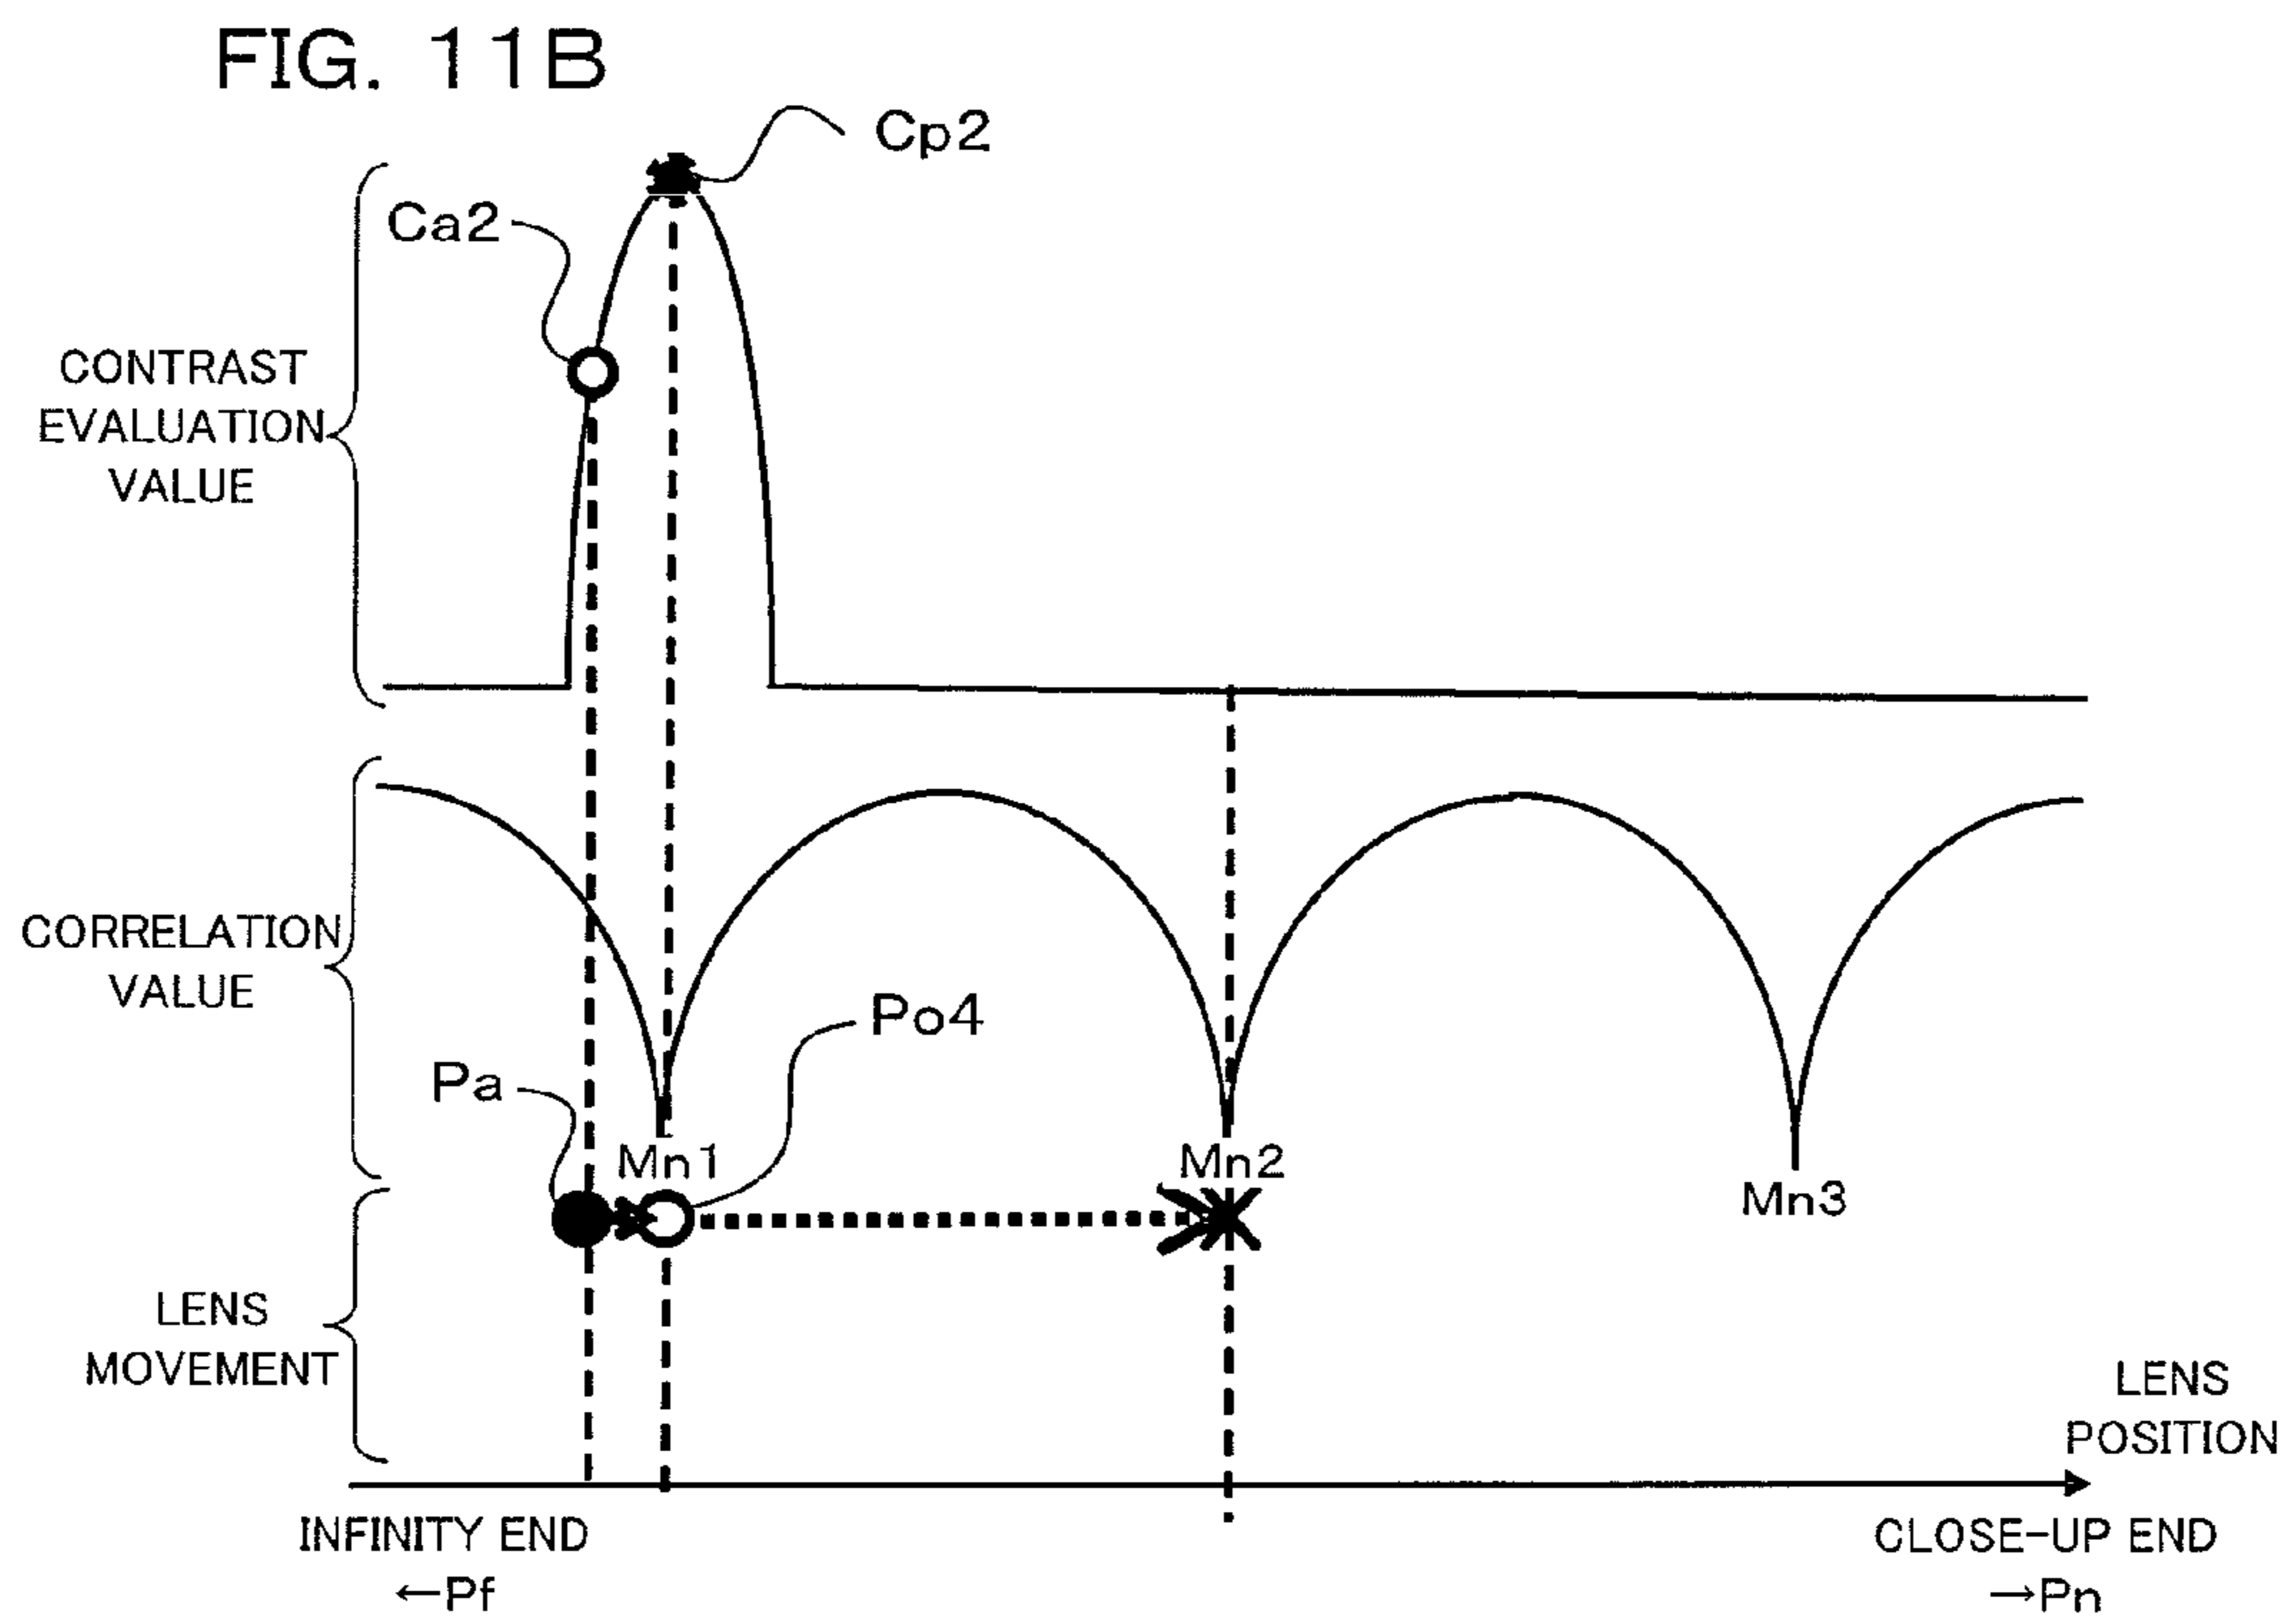 FIG. 11B
Cp2
Ca2
CONTRAST
EVALUATION
VALUE
CORRELATION
VALUE
Po4
Pa
Mn1
Mn2
Mn3
LENS
MOVEMENT
LENS
POSITION
INFINITY END
←Pf
CLOSE-UP END
→Pn